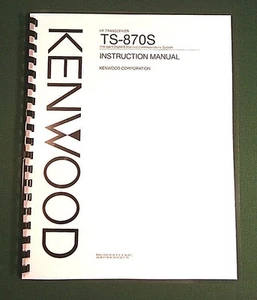 KENWOOD
HF TRANSCEIVER
TS-870S
INSTRUCTION MANUAL
KENWOOD CORPORATION